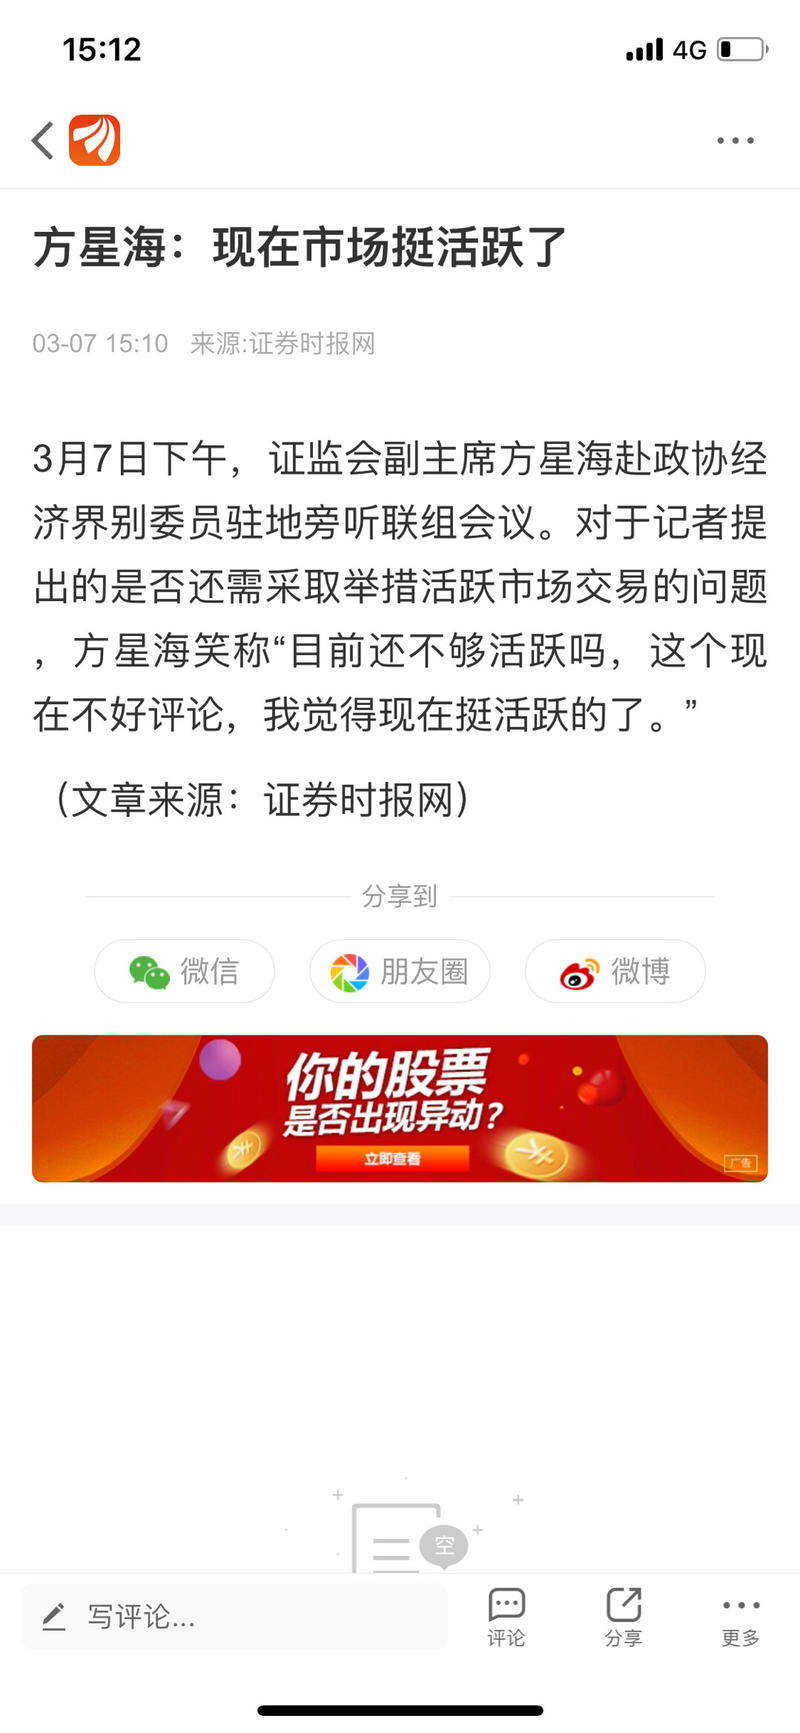 15:12
4G
方星海：现在市场挺活跃了
03-07 15:10 来源:证券时报网
3月7日下午，证监会副主席方星海赴政协经
济界别委员驻地旁听联组会议。对于记者提
出的是否还需采取举措活跃市场交易的问题
，方星海笑称“目前还不够活跃吗，这个现
在不好评论，我觉得现在挺活跃的了。”
（文章来源：证券时报网）
分享到
微信 朋友圈 微博
你的股票
是否出现异动?
立即查看
广告
空
写评论... 评论 分享 更多